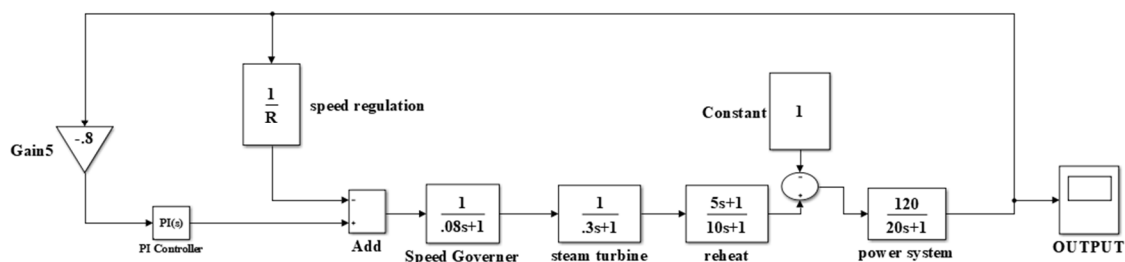 1
R
speed regulation
Constant
1
-.8
Gain5
-
+
PI(s)
PI Controller
-
+
Add
1
.08s+1
Speed Governer
1
.3s+1
steam turbine
5s+1
10s+1
reheat
120
20s+1
power system
OUTPUT